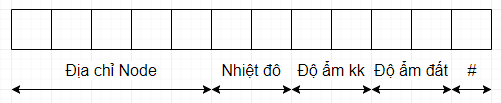 Địa chỉ Node Nhiệt đô Độ ẩm kk Độ ẩm đất #